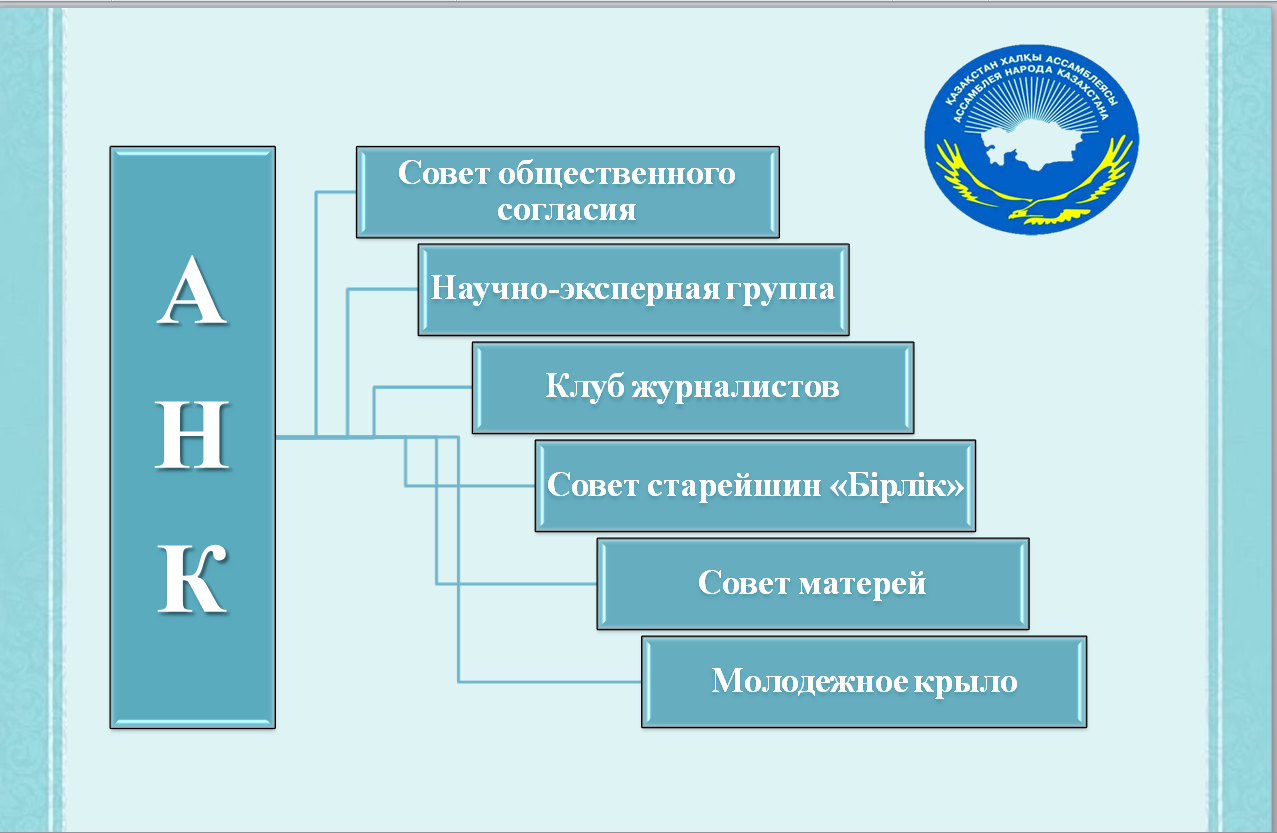 ҚАЗАҚСТАН ХАЛҚЫ АССАМБЛЕЯСЫ
АССАМБЛЕЯ НАРОДА КАЗАХСТАНА
А
Н
К
Совет общественного
согласия
Научно-эксперная группа
Клуб журналистов
Совет старейшин «Бірлік»
Совет матерей
Молодежное крыло